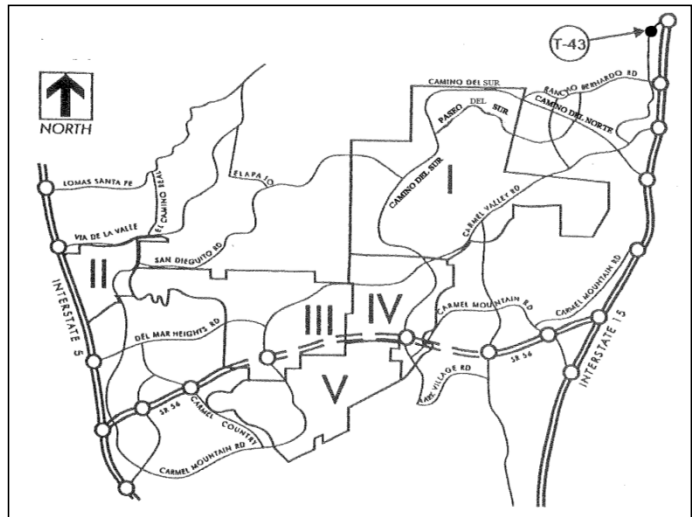 T-43
CAMINO DEL SUR
RANCHO BERNARDO RD
PASEO DEL SUR
CAMINO DEL NORTE
NORTH
LOMAS SANTA FE
EL CAMINO REAL
EL APAJO
CAMINO DEL SUR
I
CARMEL VALLEY RD
VIA DE LA VALLE
SAN DIEGUITO RD
II
INTERSTATE 5
DEL MAR HEIGHTS RD
III
IV
CARMEL MOUNTAIN RD
CARMEL MOUNTAIN RD
INTERSTATE 15
SR 56
V
VILLAGE RD
SR 56
CARMEL COUNTRY
CARMEL MOUNTAIN RD